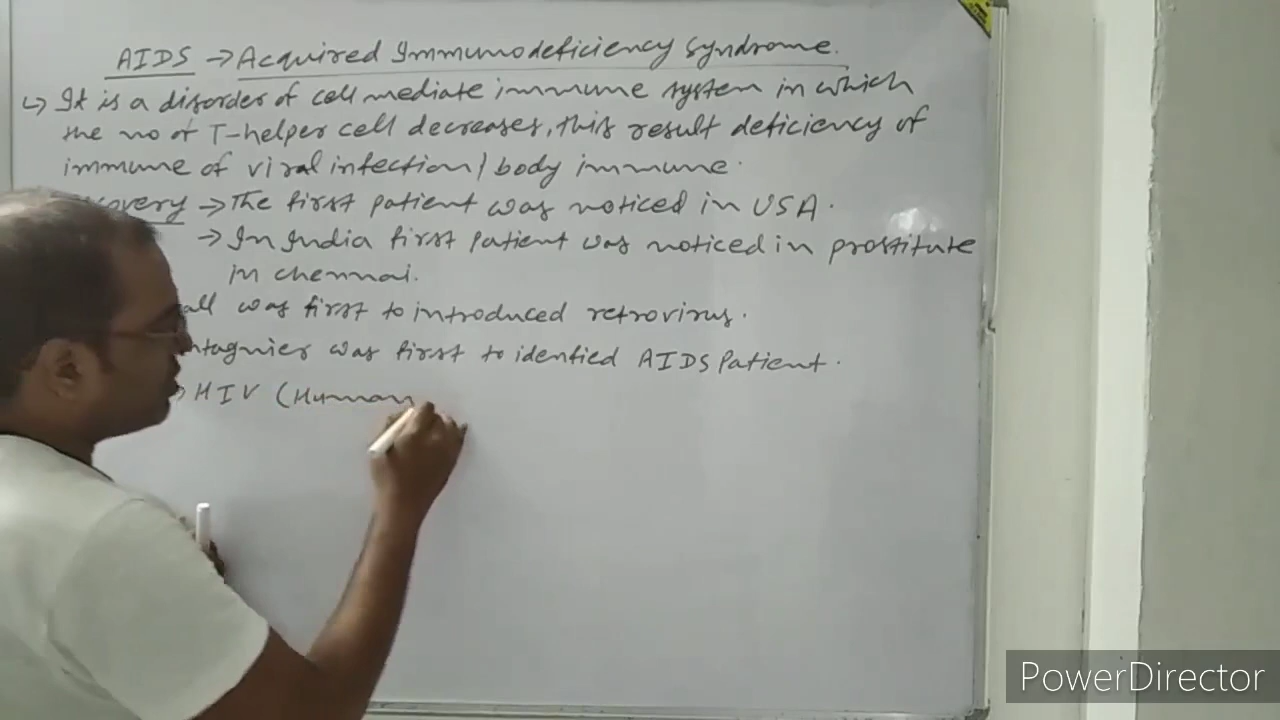 AIDS → Acquired Immunodeficiency Syndrome.
↳ It is a disorder of cell mediate immune system in which
the no of T-helper cell decreases, this result deficiency of
immune of viral infection/ body immune.
→ The first patient was noticed in USA.
→ In India first patient was noticed in prostitute
in chennai.
was first to introduced retrovirus.
was first to identied AIDS Patient.
→ HIV (Human
PowerDirector